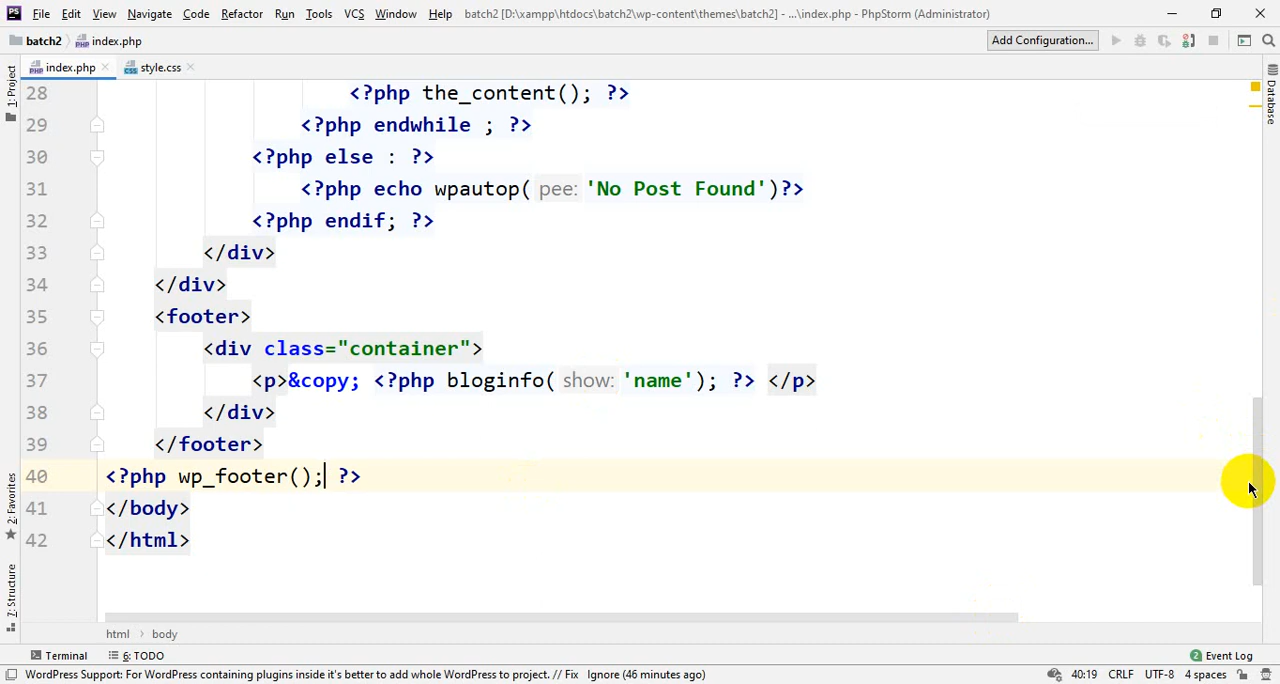 PS File Edit View Navigate Code Refactor Run Tools VCS Window Help batch2 [D:\xampp\htdocs\batch2\wp-content\themes\batch2] - ...\index.php - PhpStorm (Administrator)
batch2 PHP index.php Add Configuration...
PHP index.php CSS style.css
1: Project
Database
28 <?php the_content(); ?>
29 <?php endwhile ; ?>
30 <?php else : ?>
31 <?php echo wpautop( pee: 'No Post Found')?>
32 <?php endif; ?>
33 </div>
34 </div>
35 <footer>
36 <div class="container">
37 <p>&copy; <?php bloginfo( show: 'name'); ?> </p>
38 </div>
39 </footer>
40 <?php wp_footer(); ?>
41 </body>
42 </html>
2: Favorites
7: Structure
html body
Terminal 6: TODO 2 Event Log
WordPress Support: For WordPress containing plugins inside it's better to add whole WordPress to project. // Fix Ignore (46 minutes ago) 40:19 CRLF UTF-8 4 spaces